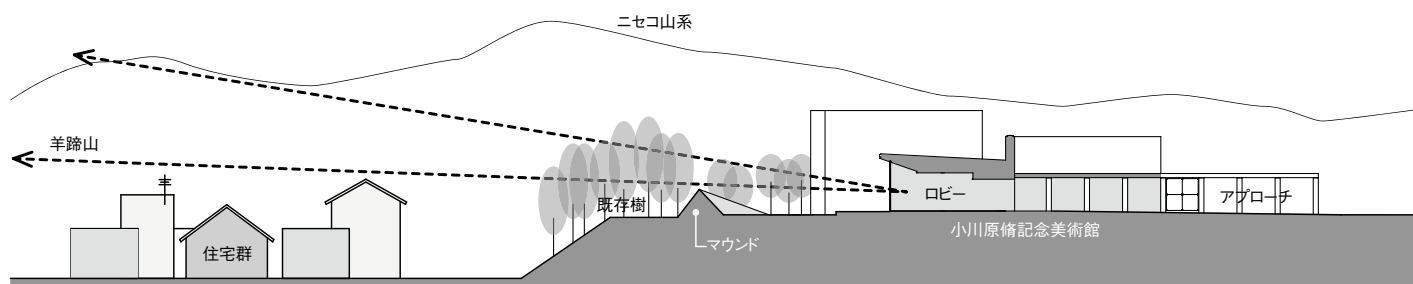 ニセコ山系
羊蹄山
既存樹
ロビー
アプローチ
小川原脩記念美術館
マウンド
住宅群